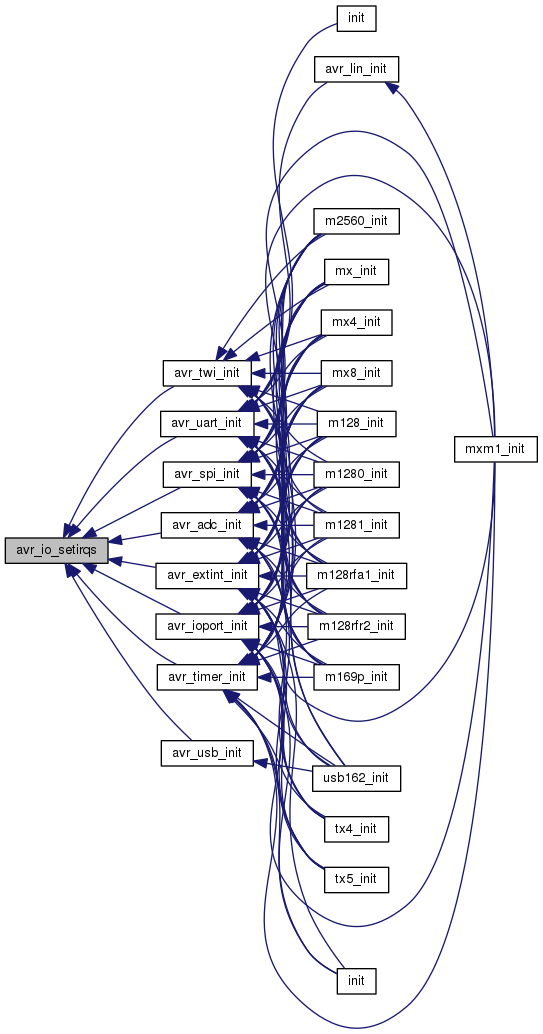 init
avr_lin_init
m2560_init
mx_init
mx4_init
avr_twi_init
mx8_init
avr_uart_init
m128_init
mxm1_init
avr_spi_init
m1280_init
avr_adc_init
m1281_init
avr_io_setirqs
avr_extint_init
m128rfa1_init
avr_ioport_init
m128rfr2_init
avr_timer_init
m169p_init
avr_usb_init
usb162_init
tx4_init
tx5_init
init